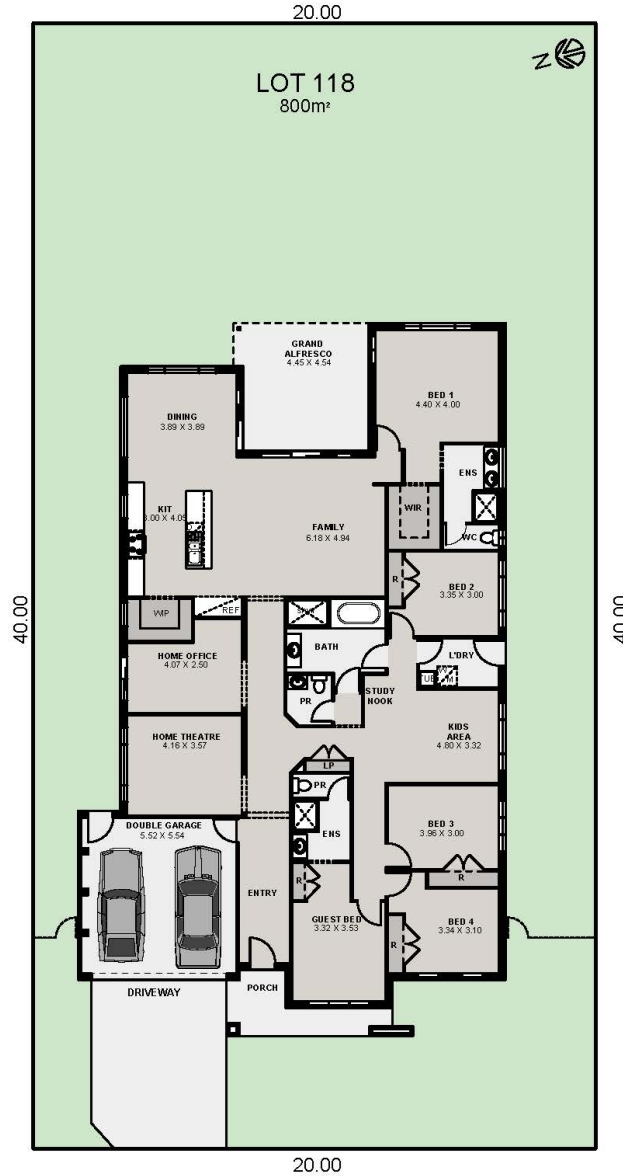 20.00
N
LOT 118
800m²
GRAND
ALFRESCO
4.45 X 4.54
BED 1
4.40 X 4.00
DINING
3.89 X 3.89
ENS
KIT
WIR
FAMILY
6.18 X 4.94
WC
R
BED 2
3.35 X 3.00
40.00
40.00
WIP
REF
BATH
HOME OFFICE
4.07 X 2.50
L'DRY
PR
STUDY
NOOK
KIDS
AREA
4.80 X 3.32
HOME THEATRE
4.16 X 3.57
LP
PR
DOUBLE GARAGE
5.52 X 5.54
ENS
BED 3
3.96 X 3.00
R
R
ENTRY
GUEST BED
3.32 X 3.53
BED 4
3.34 X 3.10
R
DRIVEWAY
PORCH
20.00